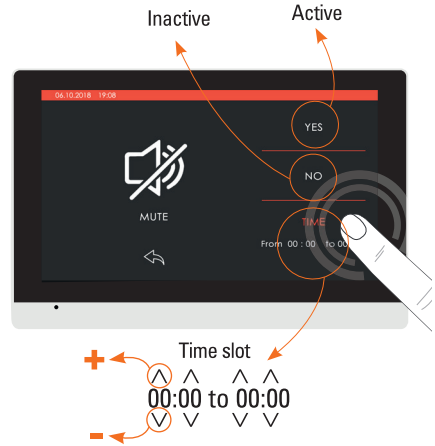 Inactive
Active
06.10.2018 19:08
YES
NO
MUTE
TIME
From 00 : 00 to 00
Time slot
+
00:00 to 00:00
-